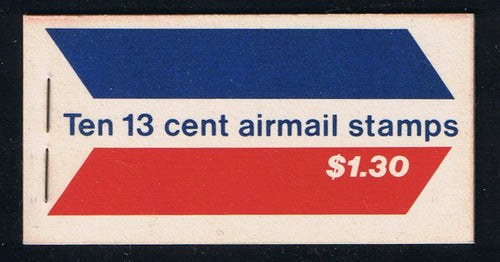 Ten 13 cent airmail stamps
$1.30